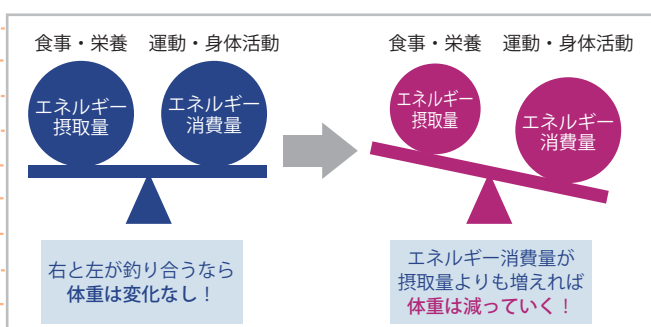 食事・栄養　運動・身体活動
エネルギー
摂取量
エネルギー
消費量
右と左が釣り合うなら
体重は変化なし！
食事・栄養　運動・身体活動
エネルギー
摂取量
エネルギー
消費量
エネルギー消費量が
摂取量よりも増えれば
体重は減っていく！